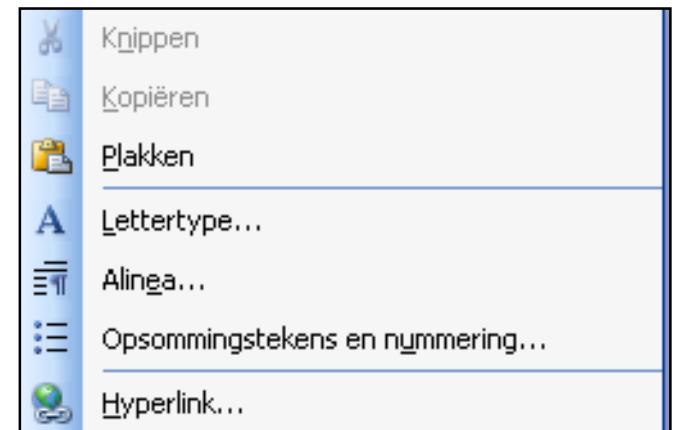 Knippen
Kopiëren
Plakken
Lettertype...
Alinea...
Opsommingstekens en nummering...
Hyperlink...